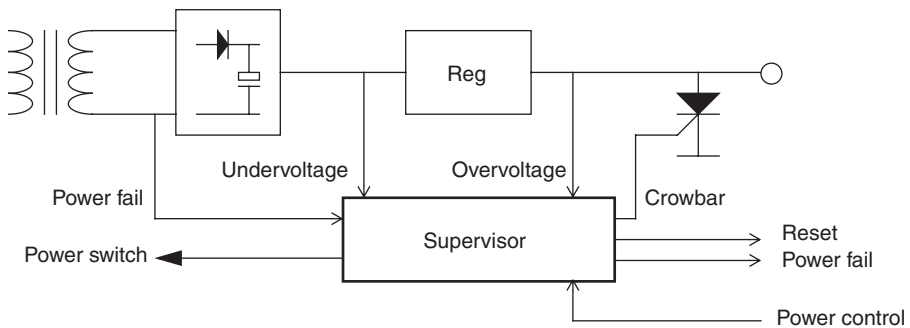 Reg
Undervoltage
Overvoltage
Power fail
Crowbar
Supervisor
Reset
Power switch
Power fail
Power control